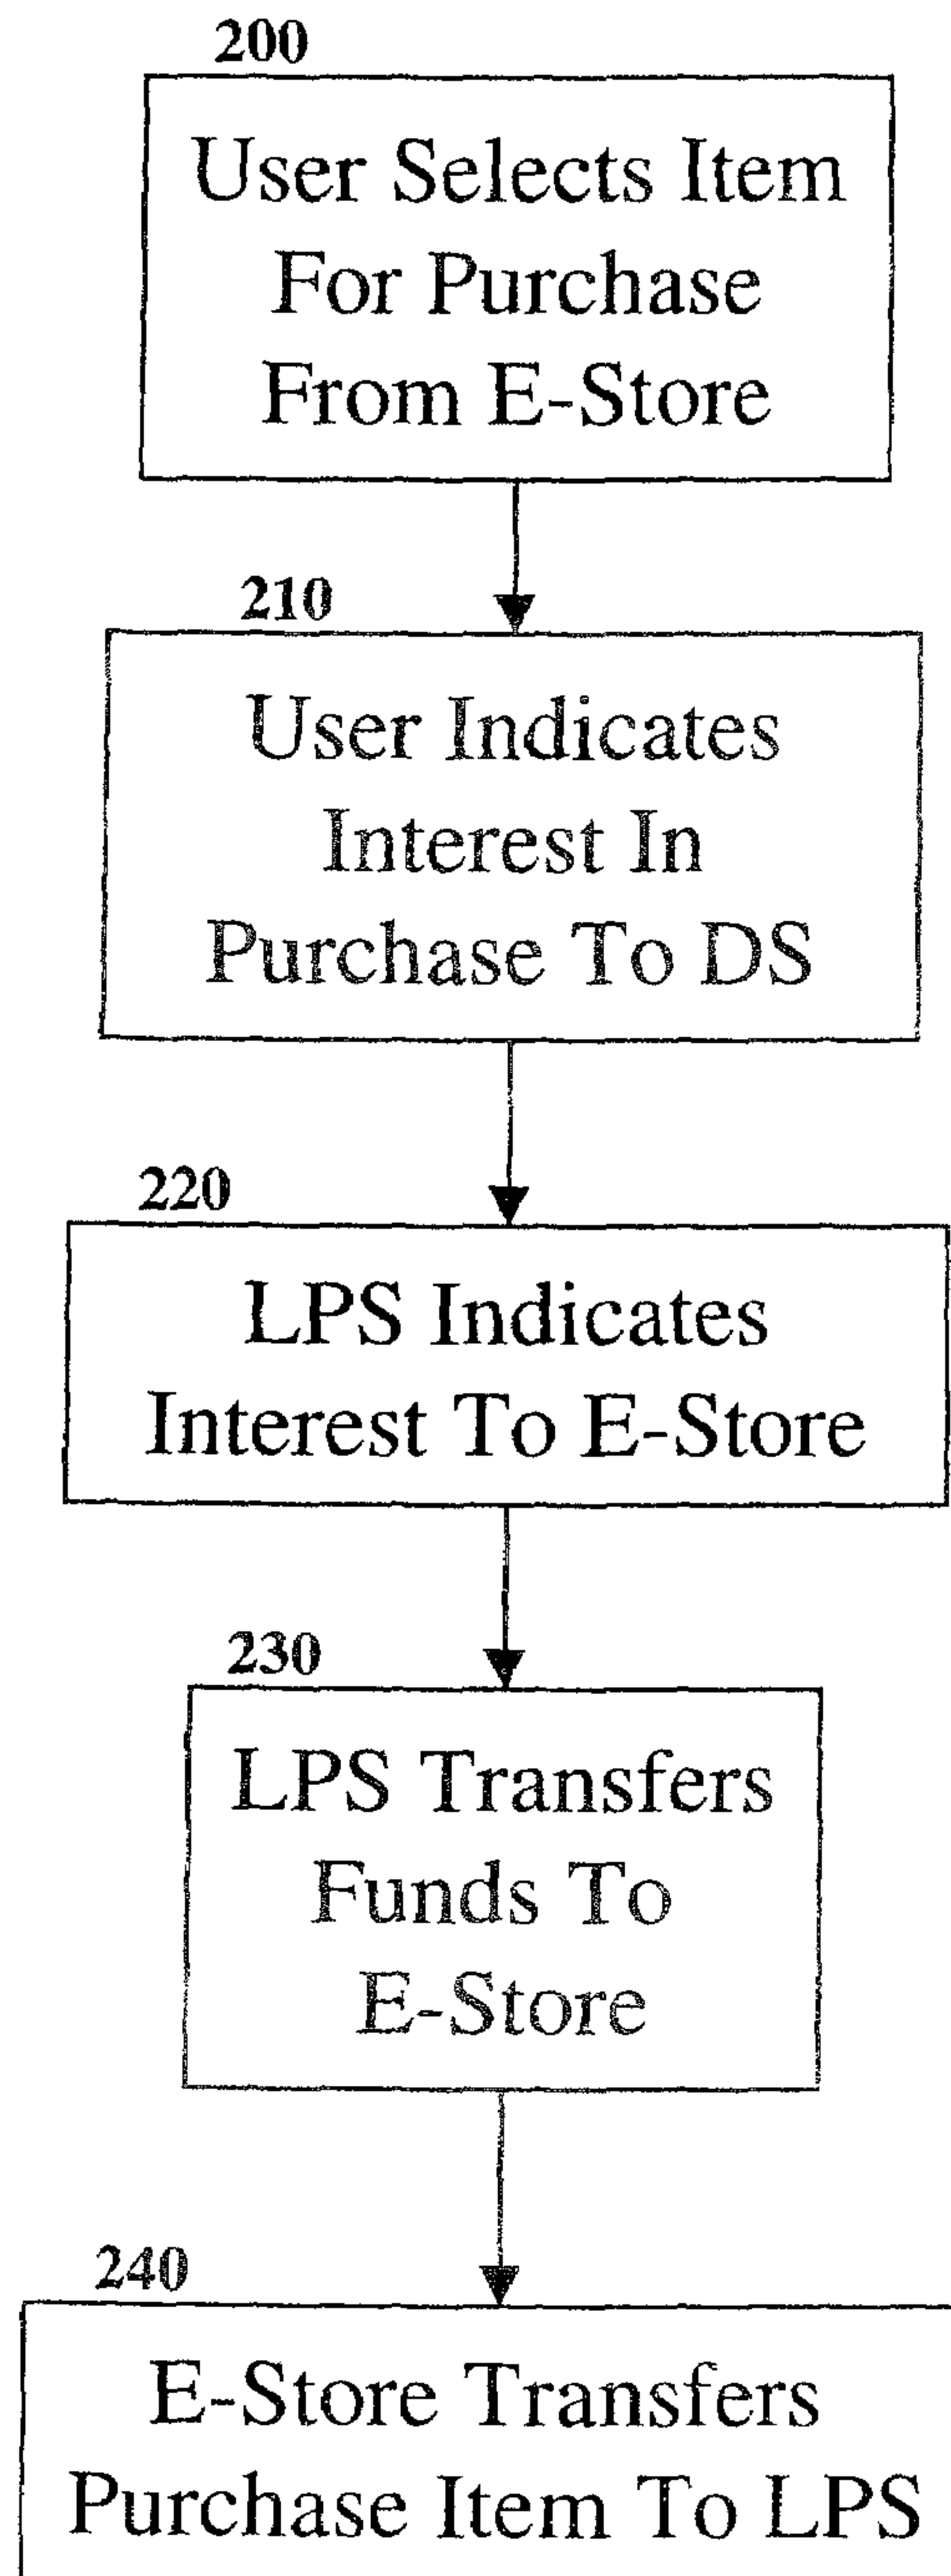 200
User Selects Item
For Purchase
From E-Store
210
User Indicates
Interest In
Purchase To DS
220
LPS Indicates
Interest To E-Store
230
LPS Transfers
Funds To
E-Store
240
E-Store Transfers
Purchase Item To LPS